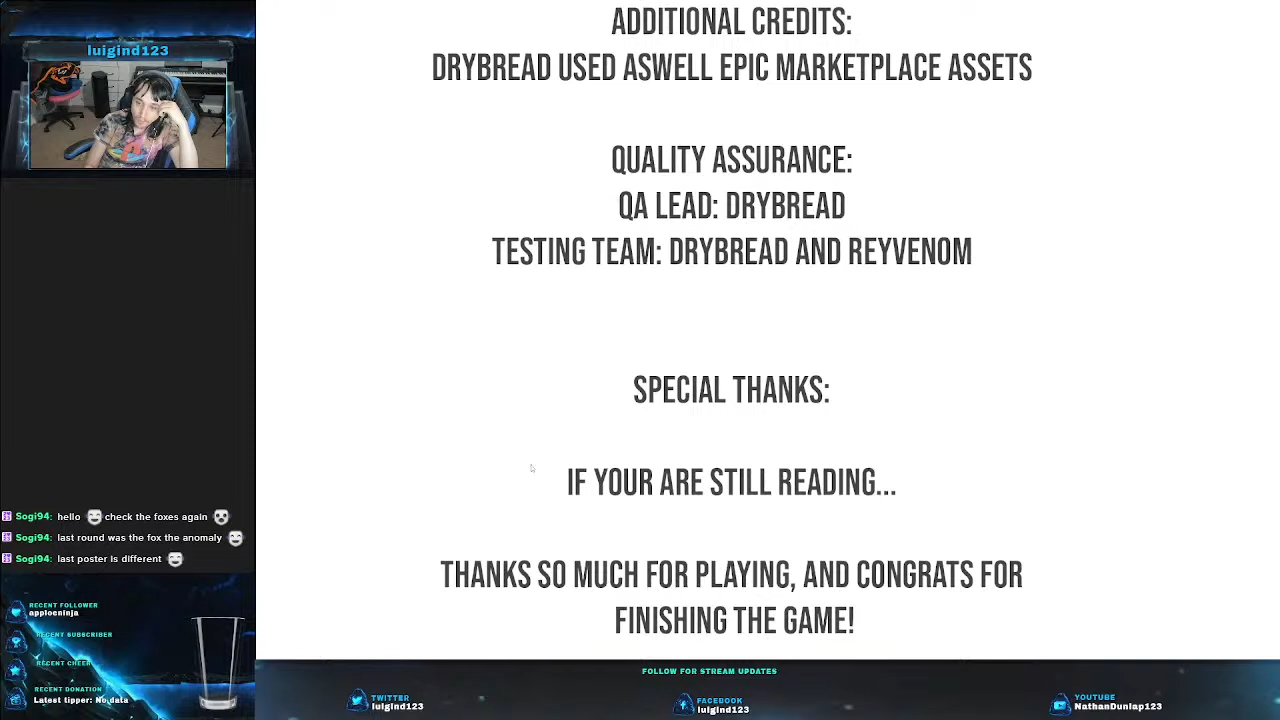 luigind123
ADDITIONAL CREDITS:
DRYBREAD USED ASWELL EPIC MARKETPLACE ASSETS
QUALITY ASSURANCE:
QA LEAD: DRYBREAD
TESTING TEAM: DRYBREAD AND REYVENOM
SPECIAL THANKS:
IF YOUR ARE STILL READING...
THANKS SO MUCH FOR PLAYING, AND CONGRATS FOR
FINISHING THE GAME!
Sogi94: hello check the foxes again
Sogi94: last round was the fox the anomaly
Sogi94: last poster is different
RECENT FOLLOWER
apploeninja
RECENT SUBSCRIBER
RECENT CHEER
RECENT DONATION
Latest tipper: No data
FOLLOW FOR STREAM UPDATES
TWITTER
luigind123
FACEBOOK
luigind123
YOUTUBE
NathanDunlap123